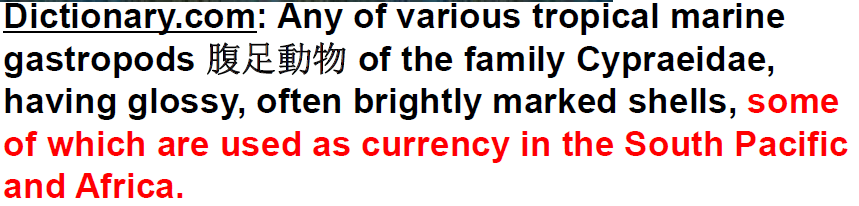 Dictionary.com: Any of various tropical marine
gastropods 腹足動物 of the family Cypraeidae,
having glossy, often brightly marked shells, some
of which are used as currency in the South Pacific
and Africa.